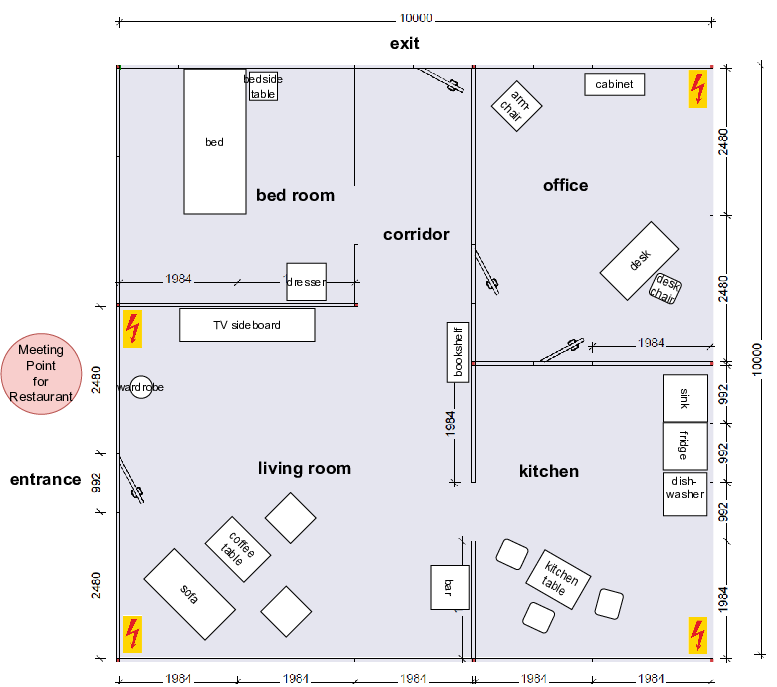 10000
exit
bedside
table
cabinet
arm-
chair
bed
2480
office
bed room
corridor
desk
desk
chair
2480
1984
dresser
TV sideboard
bookshelf
1984
10000
Meeting
Point
for
Restaurant
2480
wardrobe
sink
992
1984
fridge
992
living room
kitchen
entrance
992
dish-
washer
992
coffee
table
kitchen
table
sofa
bar
2480
1984
1984
1984
1984
1984
1984